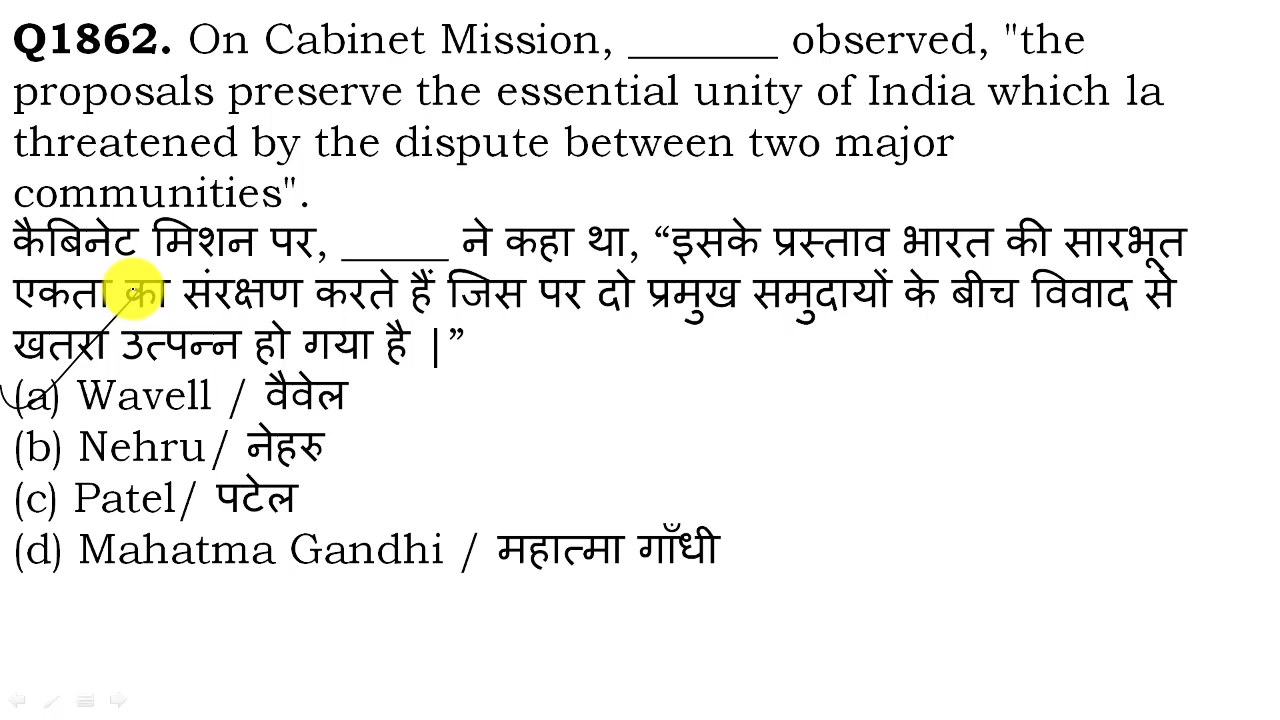 Q1862. On Cabinet Mission, _______ observed, "the
proposals preserve the essential unity of India which la
threatened by the dispute between two major
communities".
कैबिनेट मिशन पर, _____ ने कहा था, “इसके प्रस्ताव भारत की सारभूत
एकता का संरक्षण करते हैं जिस पर दो प्रमुख समुदायों के बीच विवाद से
खतरा उत्पन्न हो गया है |”
(a) Wavell / वैवेल
(b) Nehru/ नेहरु
(c) Patel/ पटेल
(d) Mahatma Gandhi / महात्मा गाँधी